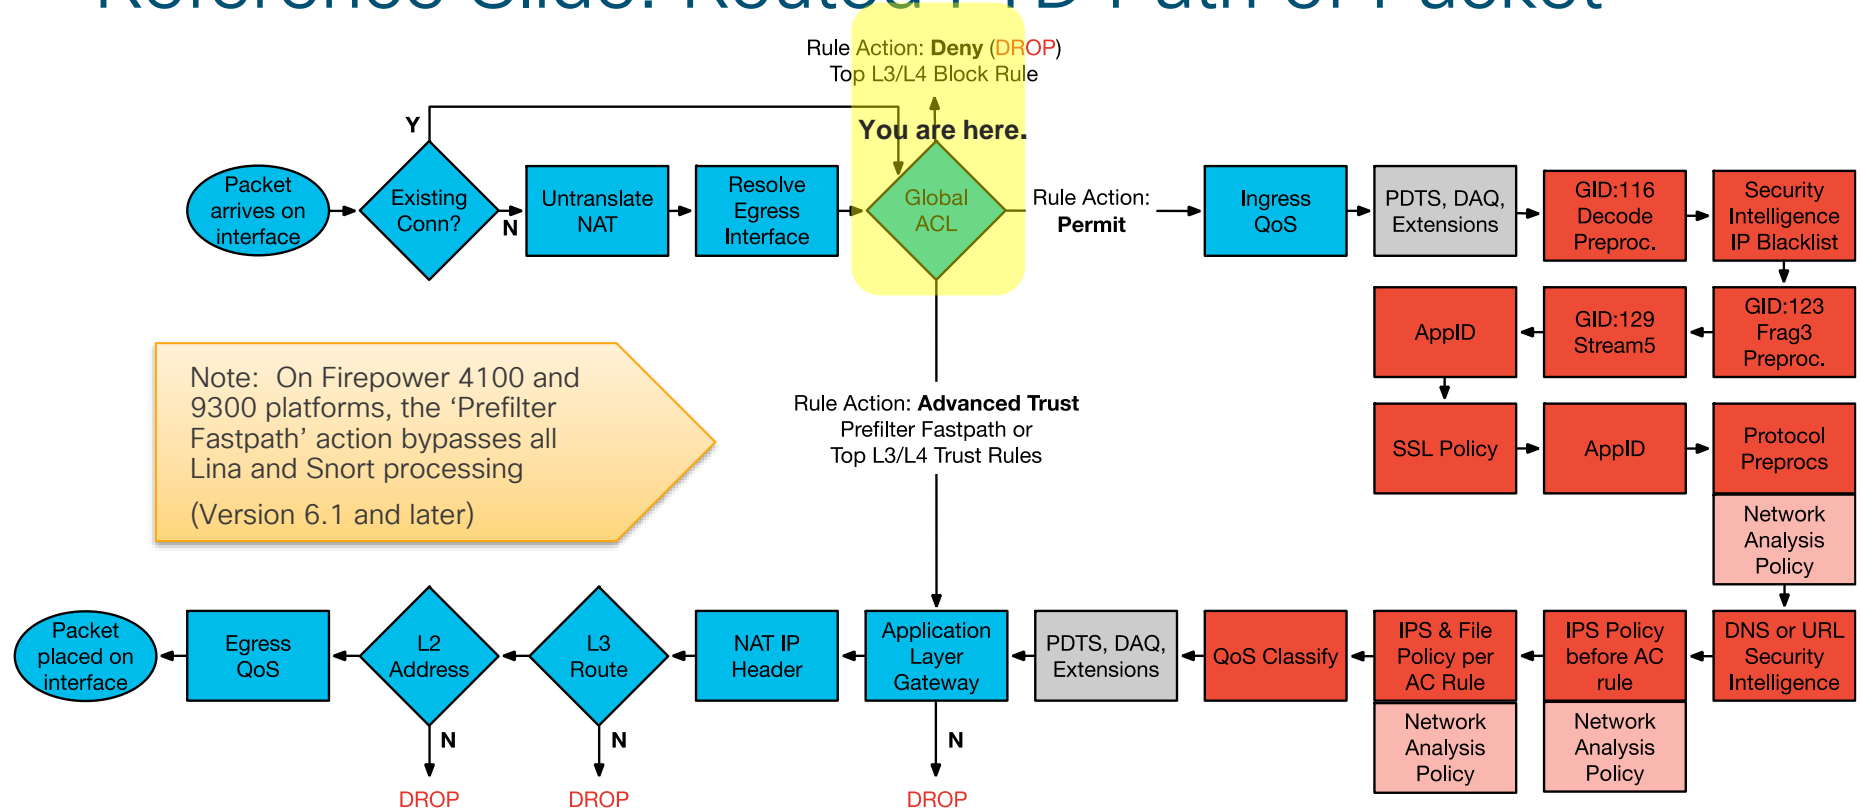 Reference Slide: Routed FTD Path of Packet
Rule Action: Deny (DROP)
Top L3/L4 Block Rule
Y
You are here.
Packet
arrives on
interface
Existing
Conn?
N
Untranslate
NAT
Resolve
Egress
Interface
Global
ACL
Rule Action:
Permit
Ingress
QoS
PDTS, DAQ,
Extensions
GID:116
Decode
Preproc.
Security
Intelligence
IP Blacklist
AppID
GID:129
Stream5
GID:123
Frag3
Preproc.
Note: On Firepower 4100 and
9300 platforms, the ‘Prefilter
Fastpath’ action bypasses all
Lina and Snort processing
(Version 6.1 and later)
Rule Action: Advanced Trust
Prefilter Fastpath or
Top L3/L4 Trust Rules
SSL Policy
AppID
Protocol
Preprocs
Network
Analysis
Policy
Packet
placed on
interface
Egress
QoS
L2
Address
L3
Route
NAT IP
Header
Application
Layer
Gateway
PDTS, DAQ,
Extensions
QoS Classify
IPS & File
Policy per
AC Rule
IPS Policy
before AC
rule
DNS or URL
Security
Intelligence
Network
Analysis
Policy
Network
Analysis
Policy
N
N
N
DROP
DROP
DROP